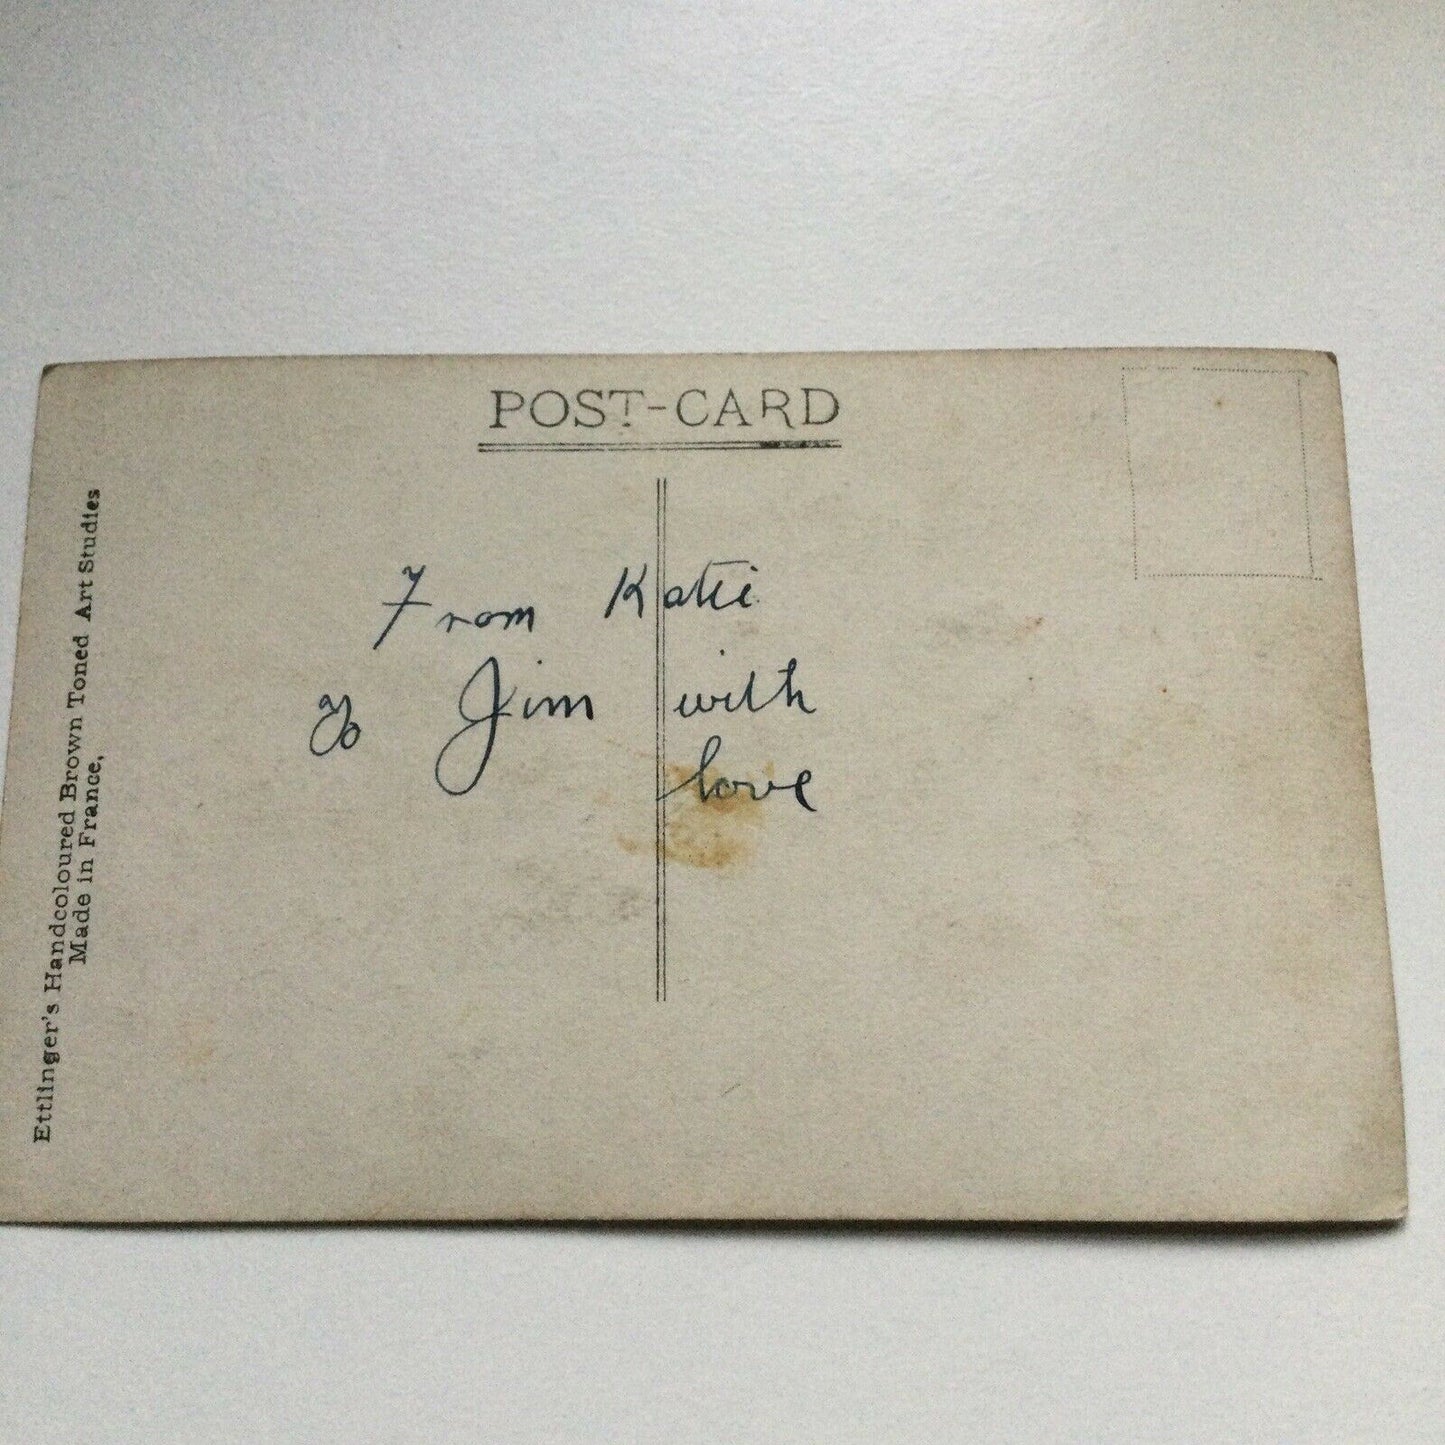 POST-CARD
From Katie
To Jim with
love
Ettlinger's Handcoloured Brown Toned Art Studies
Made in France,